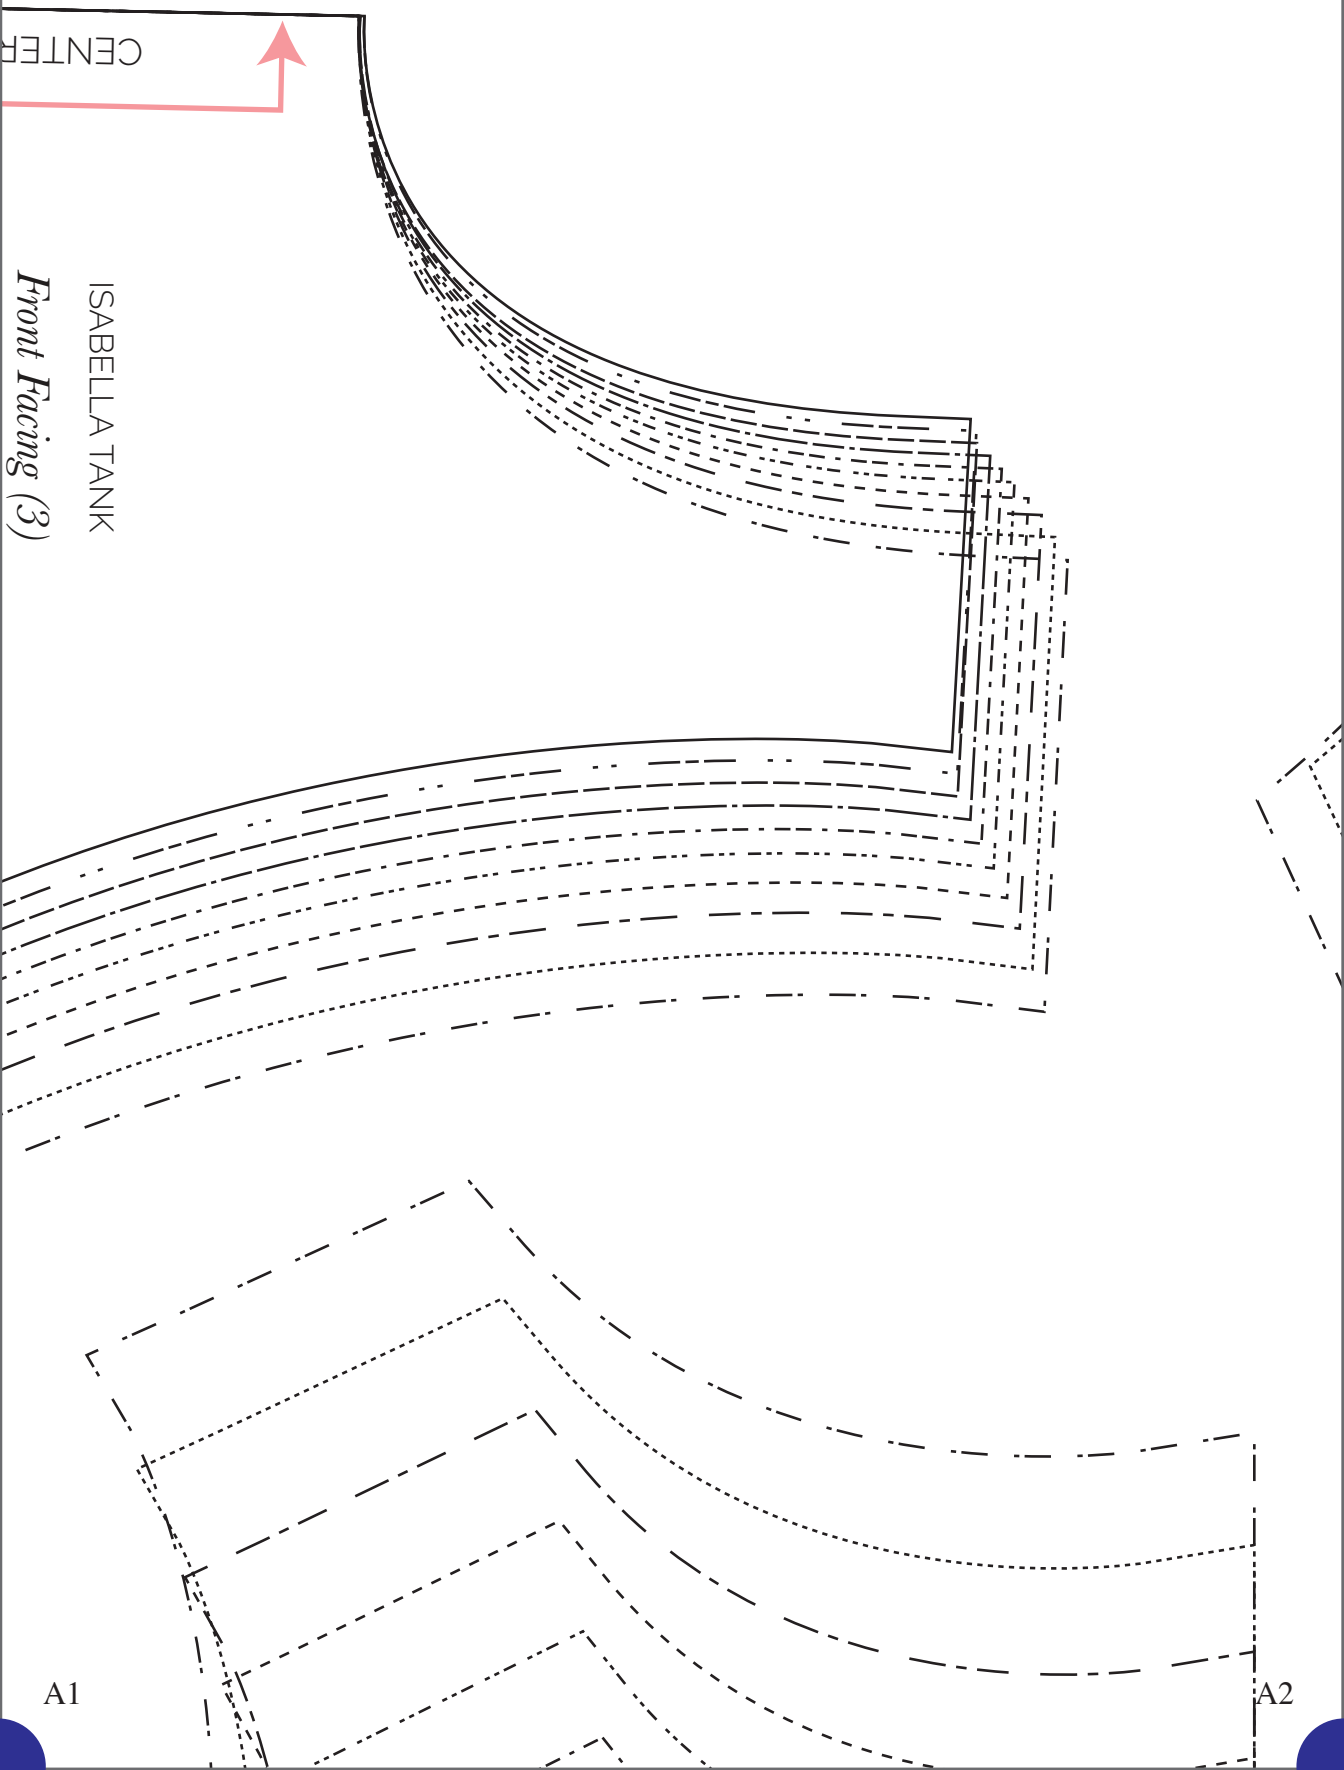 CENTER
ISABELLA TANK
Front Facing (3)
A1
A2